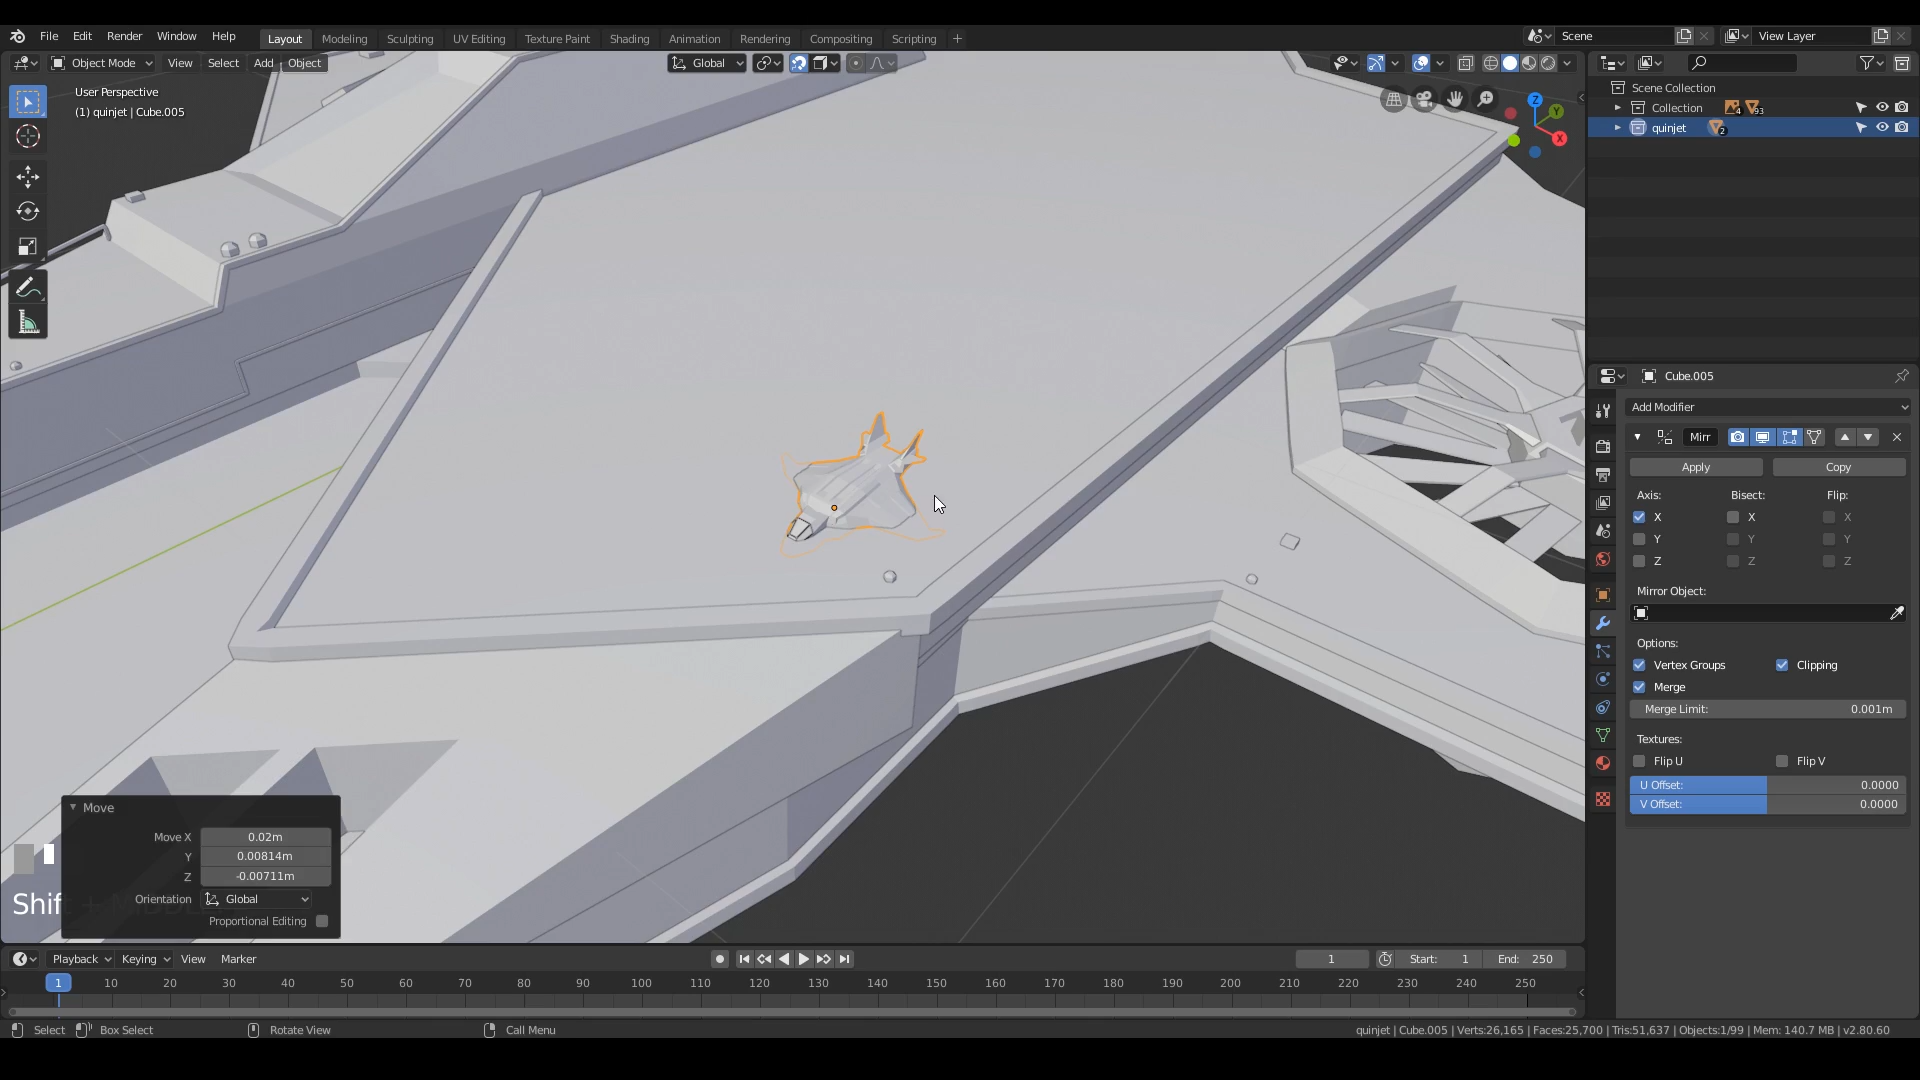 File Edit Render Window Help Layout Modeling Sculpting UV Editing Texture Paint Shading Animation Rendering Compositing Scripting + Scene View Layer
Object Mode View Select Add Object Global
User Perspective
(1) quinjet | Cube.005
Z
Y
X
Scene Collection
Collection 4 93
quinjet 2
Cube.005
Add Modifier
Mirr
Apply Copy
Axis: Bisect: Flip:
X X X
Y Y Y
Z Z Z
Mirror Object:
Options:
Vertex Groups Clipping
Merge
Merge Limit: 0.001m
Textures:
Flip U Flip V
U Offset: 0.0000
V Offset: 0.0000
Move
Move X 0.02m
Y 0.00814m
Z -0.00711m
Orientation Global
Proportional Editing
Shift +
Playback Keying View Marker 1 Start: 1 End: 250
1 10 20 30 40 50 60 70 80 90 100 110 120 130 140 150 160 170 180 190 200 210 220 230 240 250
Select Box Select Rotate View Call Menu quinjet | Cube.005 | Verts:26,165 | Faces:25,700 | Tris:51,637 | Objects:1/99 | Mem: 140.7 MB | v2.80.60